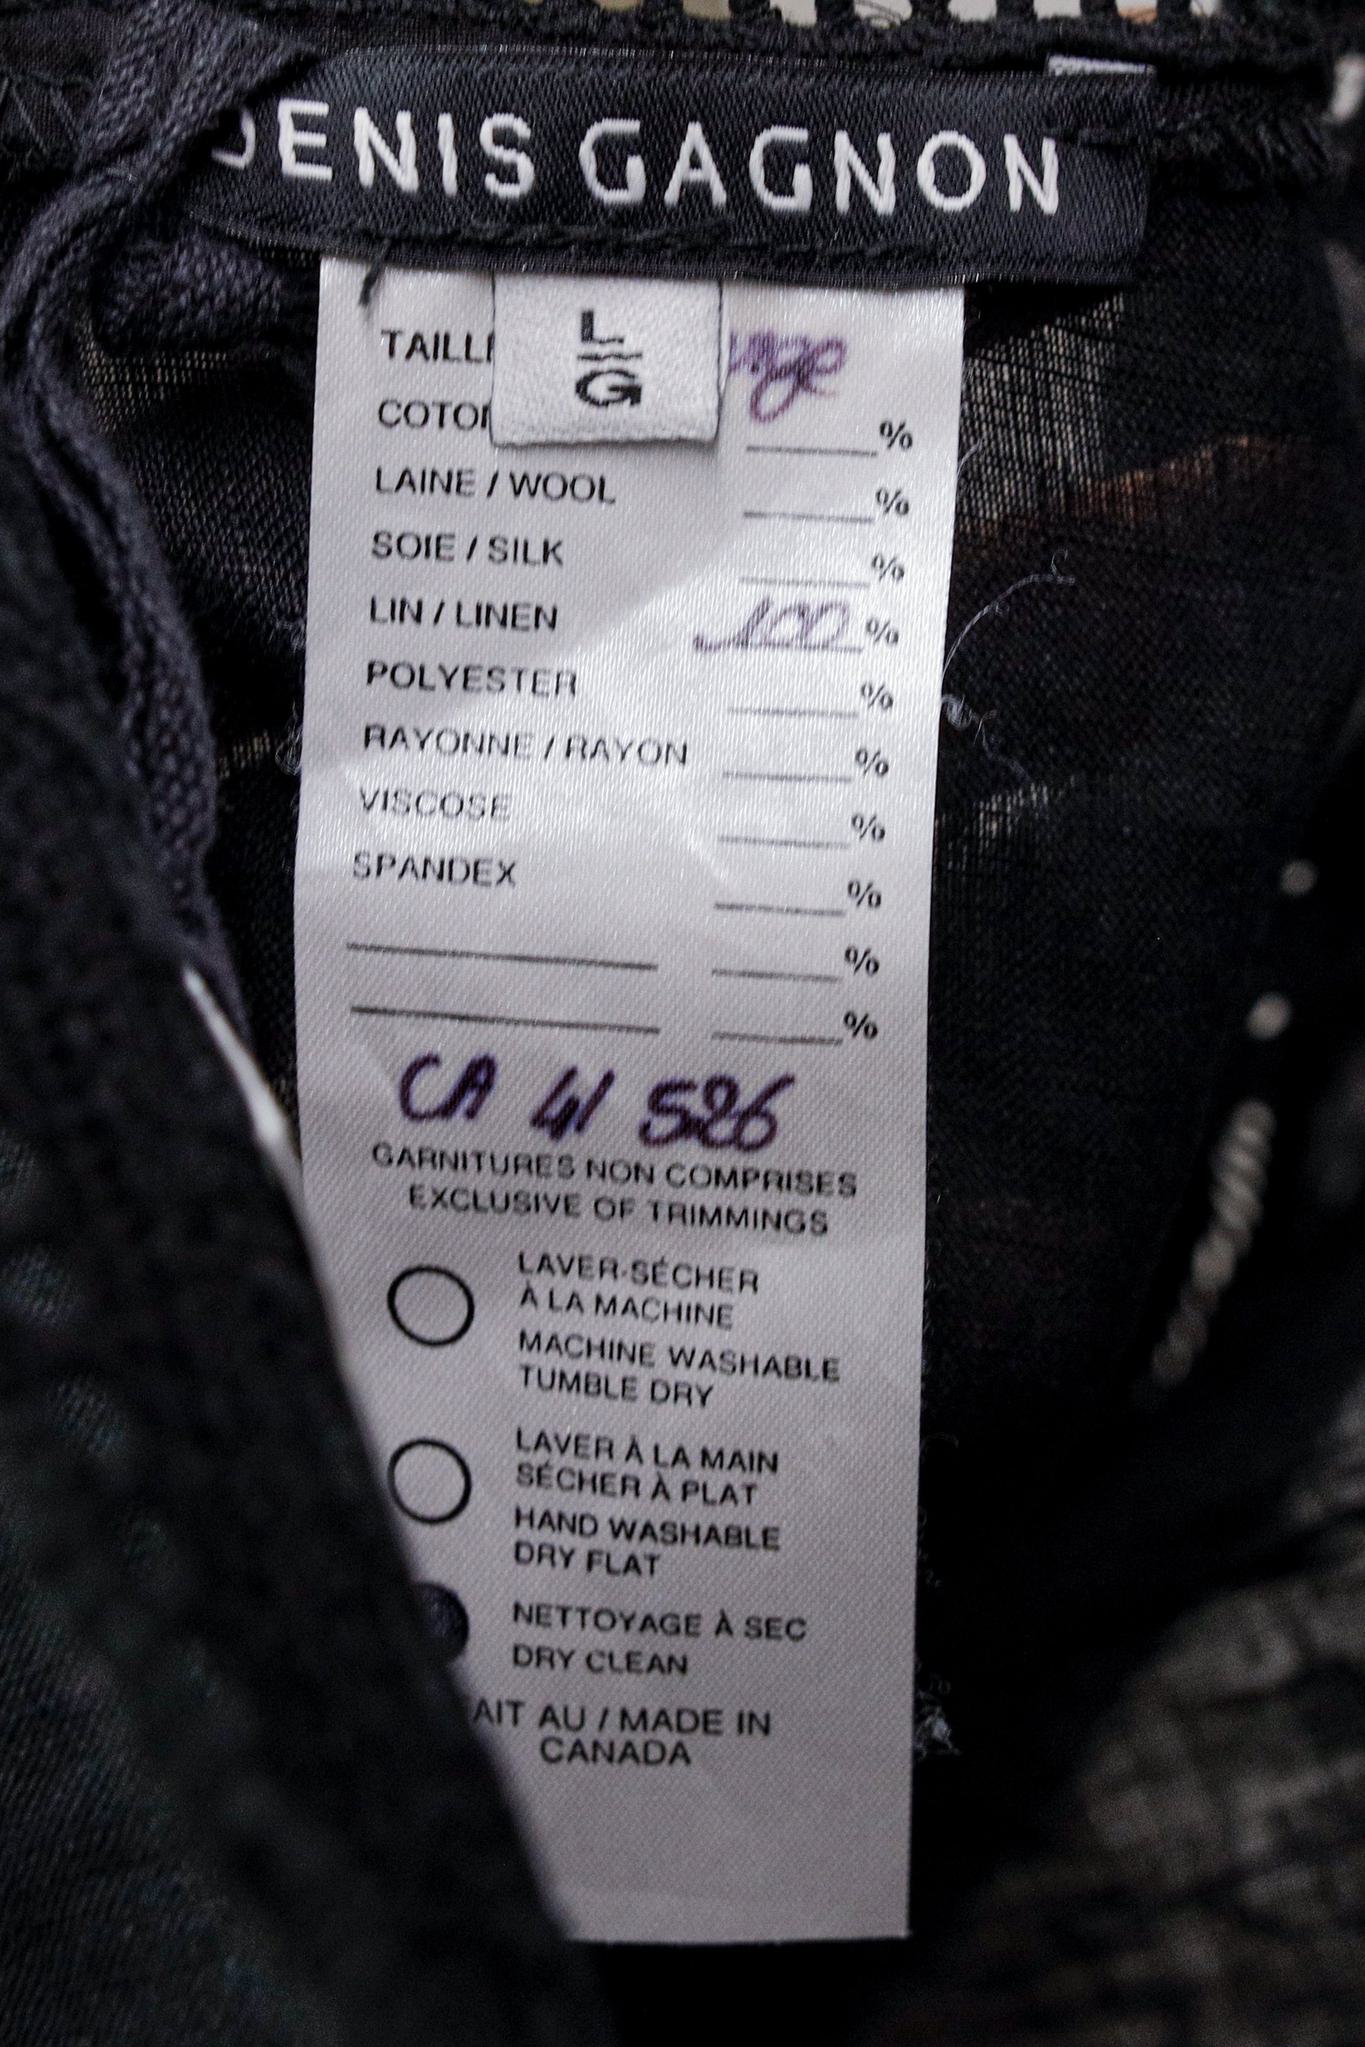 DENIS GAGNON
L
G
TAILL
COTO %
LAINE / WOOL %
SOIE / SILK %
LIN / LINEN 100 %
POLYESTER %
RAYONNE / RAYON %
VISCOSE %
SPANDEX %
%
%
CA 41 526
GARNITURES NON COMPRISES
EXCLUSIVE OF TRIMMINGS
LAVER-SÉCHER
À LA MACHINE
MACHINE WASHABLE
TUMBLE DRY
LAVER À LA MAIN
SÉCHER À PLAT
HAND WASHABLE
DRY FLAT
NETTOYAGE À SEC
DRY CLEAN
AIT AU / MADE IN
CANADA